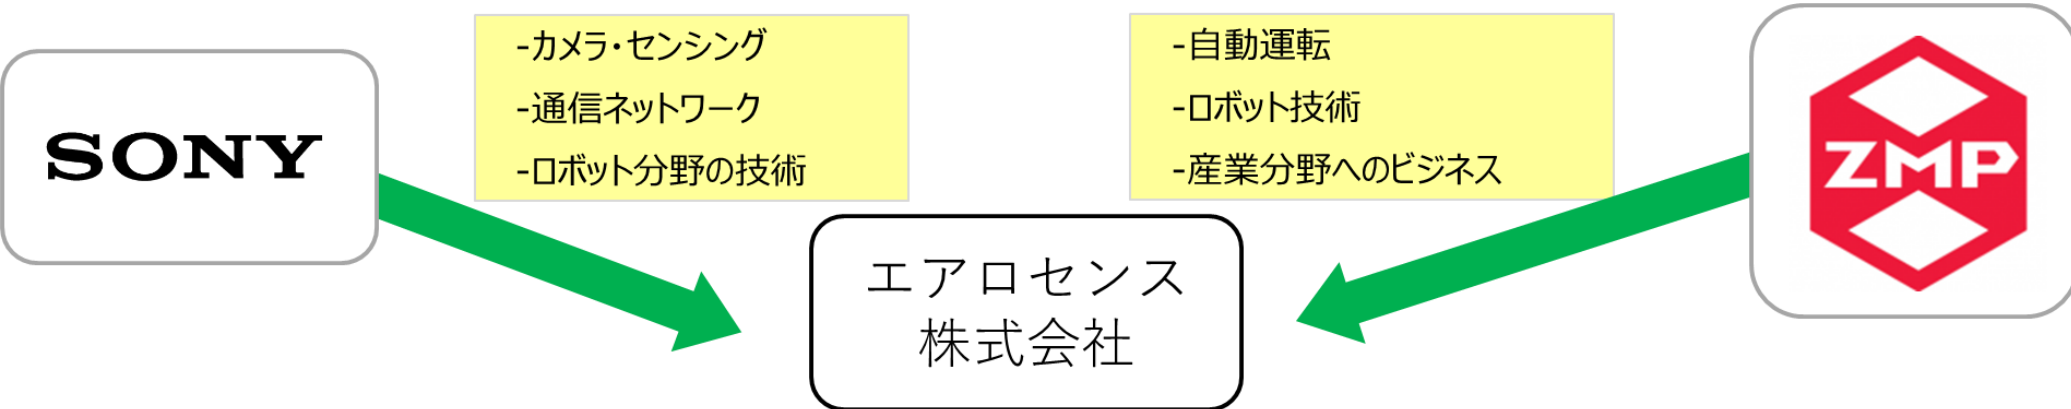 SONY
-カメラ・センシング
-通信ネットワーク
-ロボット分野の技術
-自動運転
-ロボット技術
-産業分野へのビジネス
ZMP
エアロセンス
株式会社